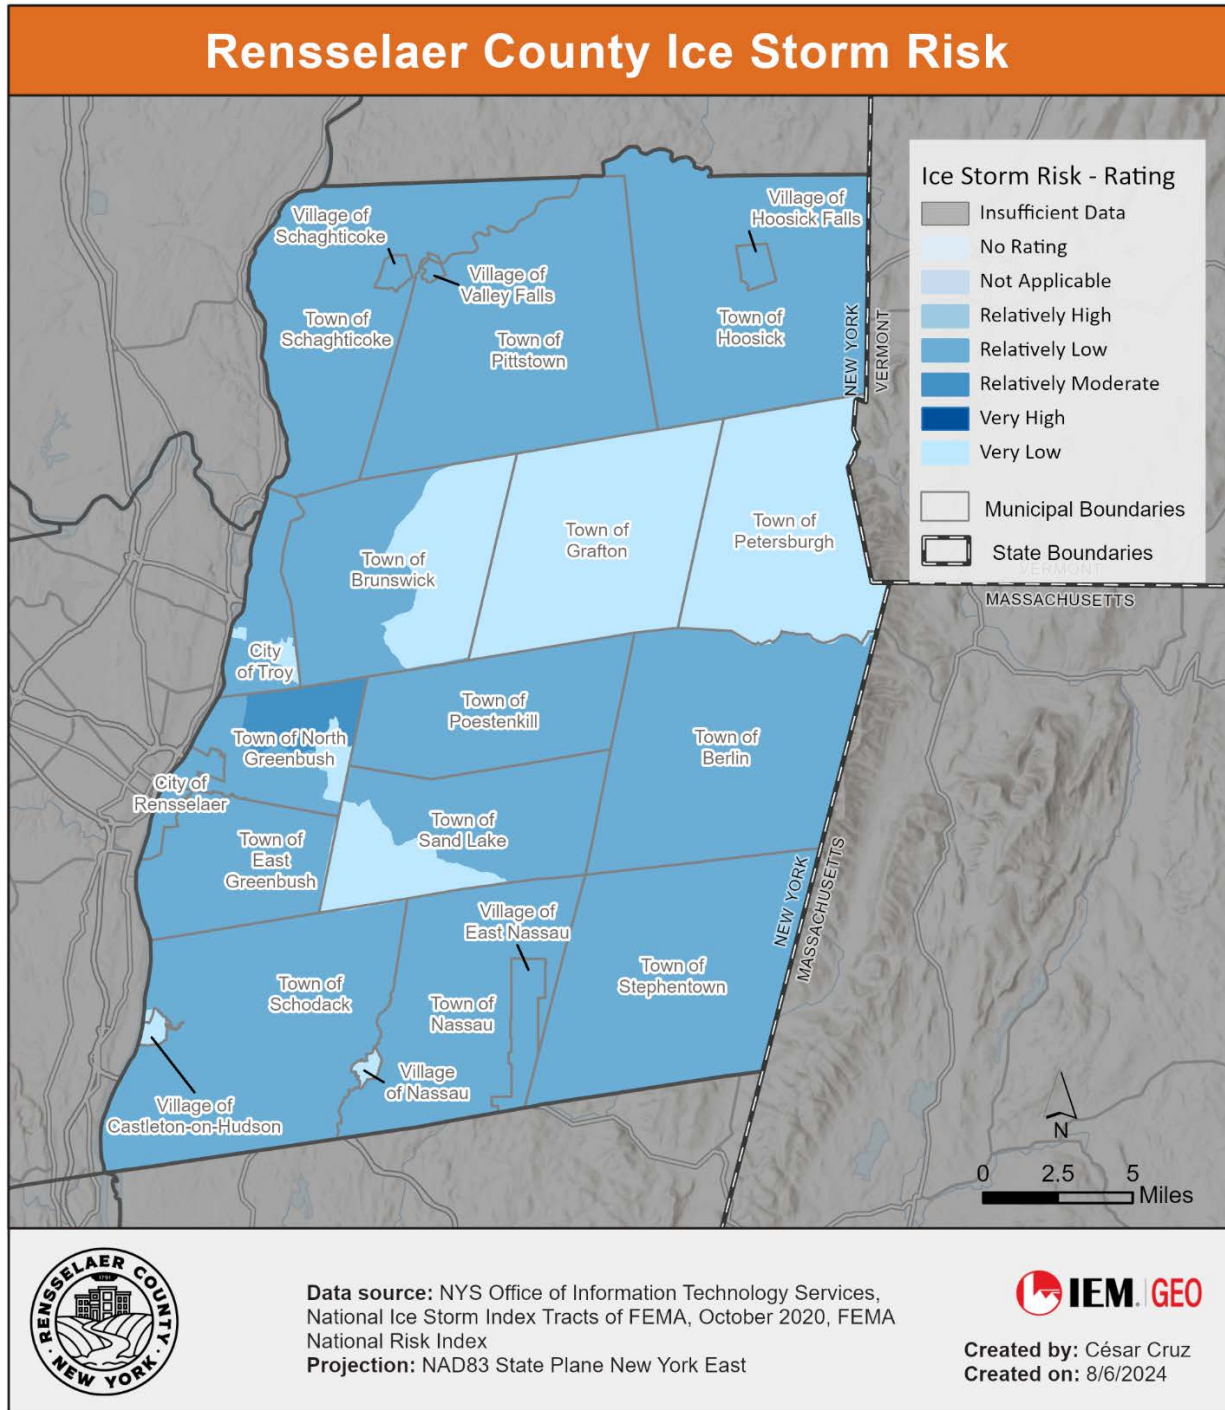 Rensselaer County Ice Storm Risk
Ice Storm Risk - Rating
Insufficient Data
No Rating
Not Applicable
Relatively High
Relatively Low
Relatively Moderate
Very High
Very Low
Municipal Boundaries
State Boundaries
VERMONT
MASSACHUSETTS
NEW YORK
VERMONT
Village of
Schaghticoke
Village of
Valley Falls
Village of
Hoosick Falls
Town of
Schaghticoke
Town of
Pittstown
Town of
Hoosick
Town of
Brunswick
Town of
Grafton
Town of
Petersburgh
City
of Troy
Town of
Poestenkill
Town of North
Greenbush
Town of
Berlin
City of
Rensselaer
Town of
East
Greenbush
Town of
Sand Lake
NEW YORK
MASSACHUSETTS
Village of
East Nassau
Town of
Schodack
Town of
Nassau
Town of
Stephentown
Village
of Nassau
Village of
Castleton-on-Hudson
N
0 2.5 5
Miles
RENSSELAER COUNTY
1791
NEW YORK
Data source: NYS Office of Information Technology Services,
National Ice Storm Index Tracts of FEMA, October 2020, FEMA
National Risk Index
Projection: NAD83 State Plane New York East
IEM. GEO
Created by: César Cruz
Created on: 8/6/2024